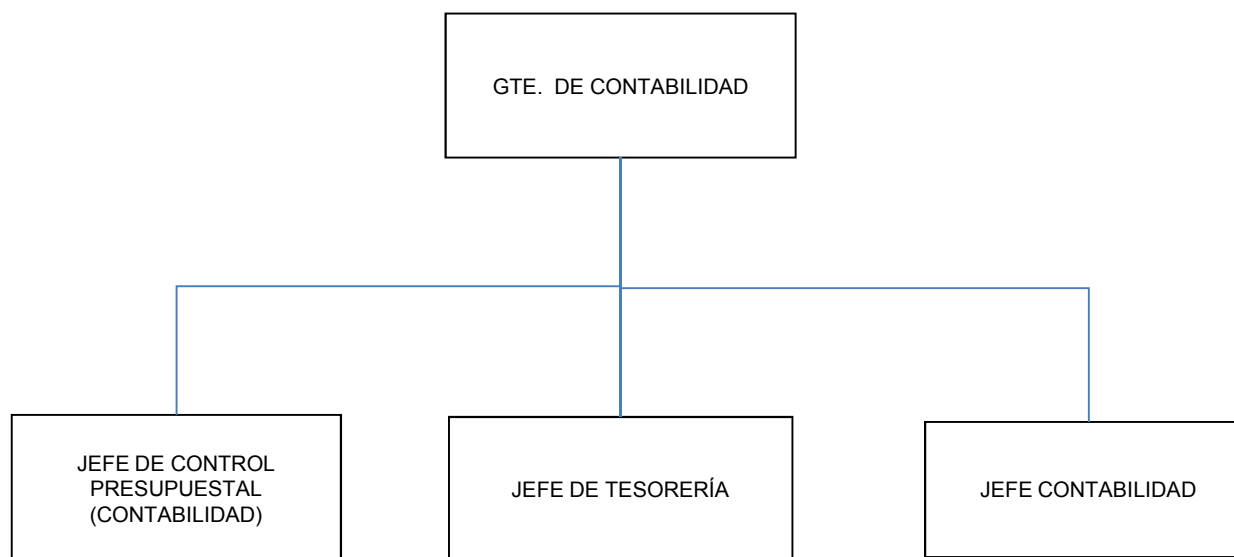 GTE. DE CONTABILIDAD
JEFE DE CONTROL
PRESUPUESTAL
(CONTABILIDAD)
JEFE DE TESORERÍA
JEFE CONTABILIDAD